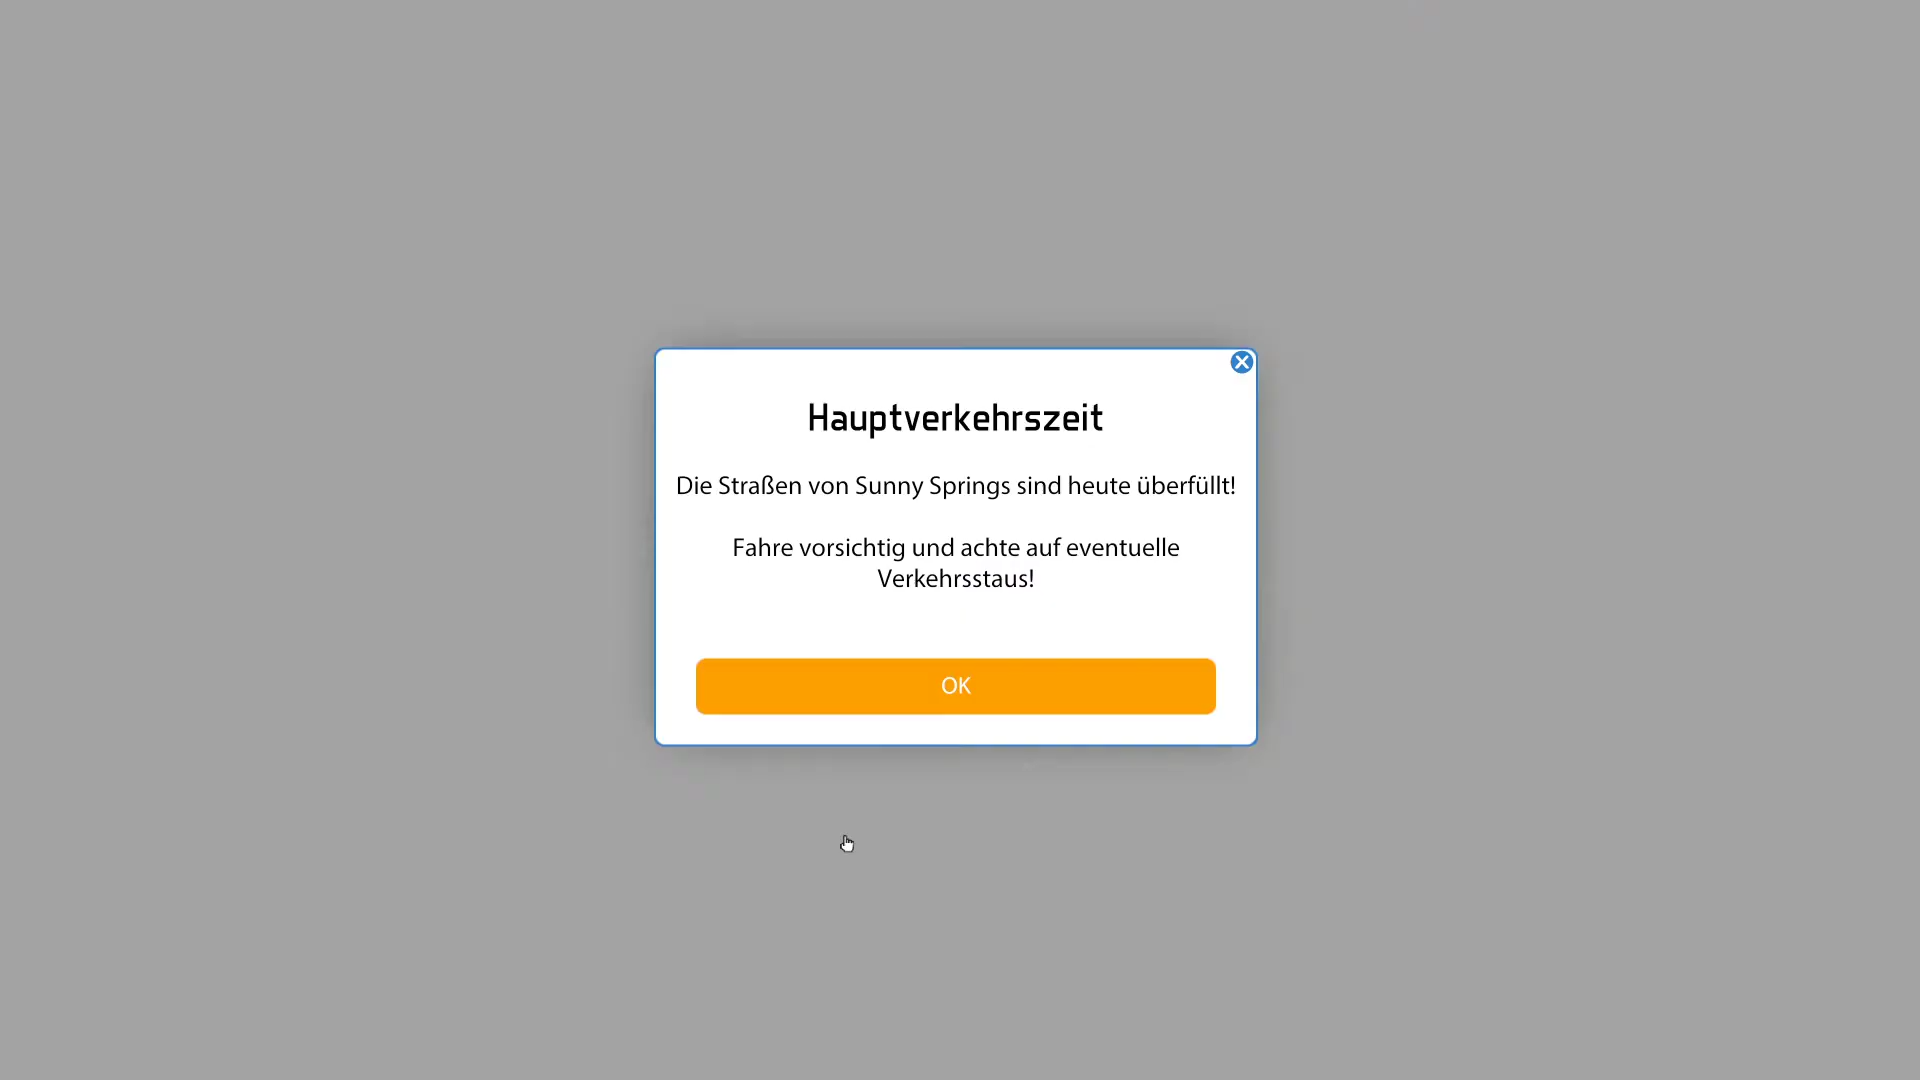 Hauptverkehrszeit
Die Straßen von Sunny Springs sind heute überfüllt!
Fahre vorsichtig und achte auf eventuelle
Verkehrsstaus!
OK